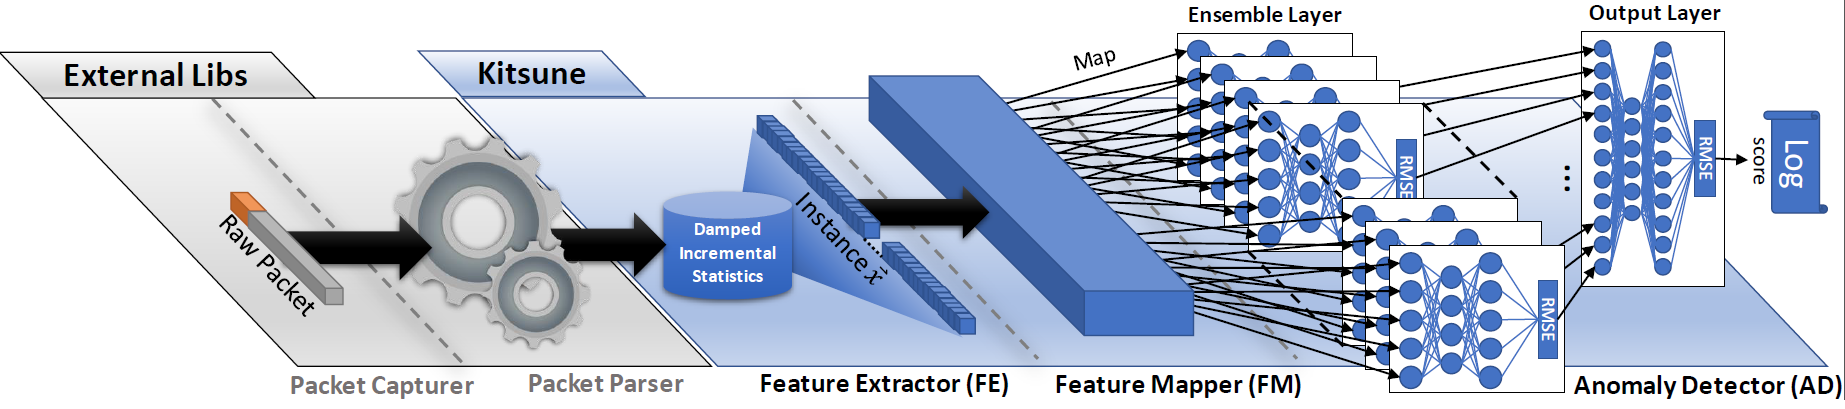 External Libs
Kitsune
Ensemble Layer
Output Layer
Map
Raw Packet
Damped
Incremental
Statistics
Instance x⃗
RMSE
RMSE
RMSE
...
score
Log
Packet Capturer
Packet Parser
Feature Extractor (FE)
Feature Mapper (FM)
Anomaly Detector (AD)